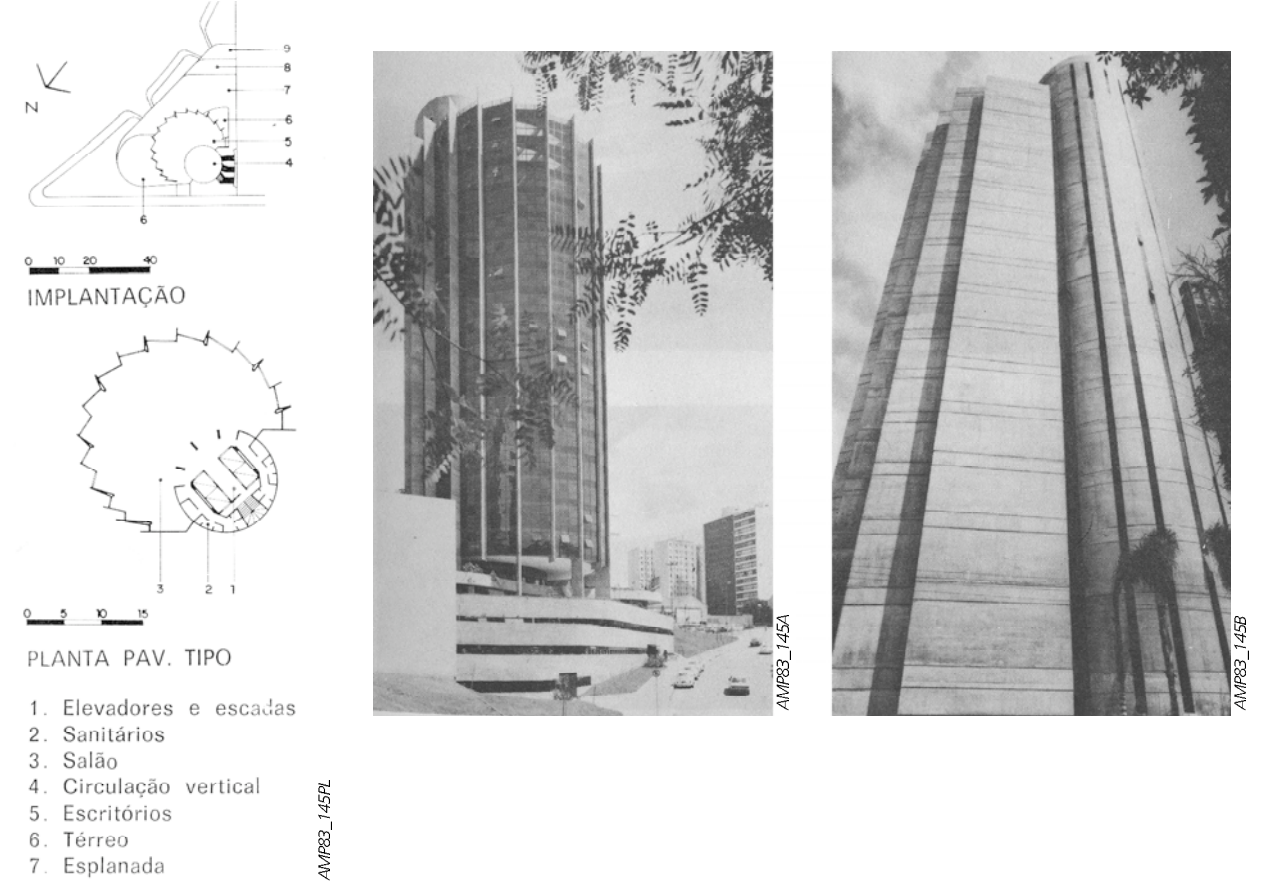 9
8
7
6
5
4
N
6
0 10 20 40
IMPLANTAÇÃO
3 2 1
0 5 10 15
PLANTA PAV. TIPO
1. Elevadores e escadas
2. Sanitários
3. Salão
4. Circulação vertical
5. Escritórios
6. Térreo
7. Esplanada
AMP83_145PL
AMP83_145A
AMP83_145B